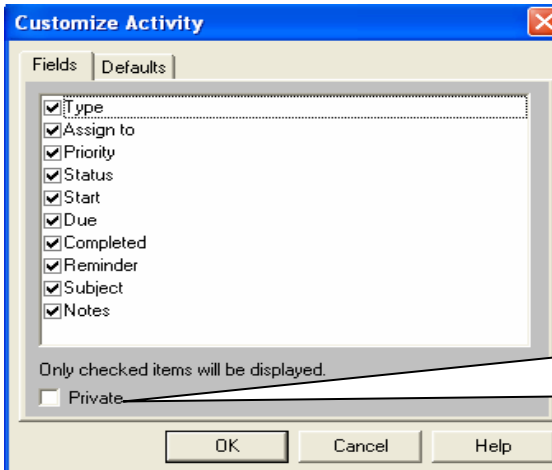 Customize Activity
Fields Defaults
Type
Assign to
Priority
Status
Start
Due
Completed
Reminder
Subject
Notes
Only checked items will be displayed.
Private
OK Cancel Help